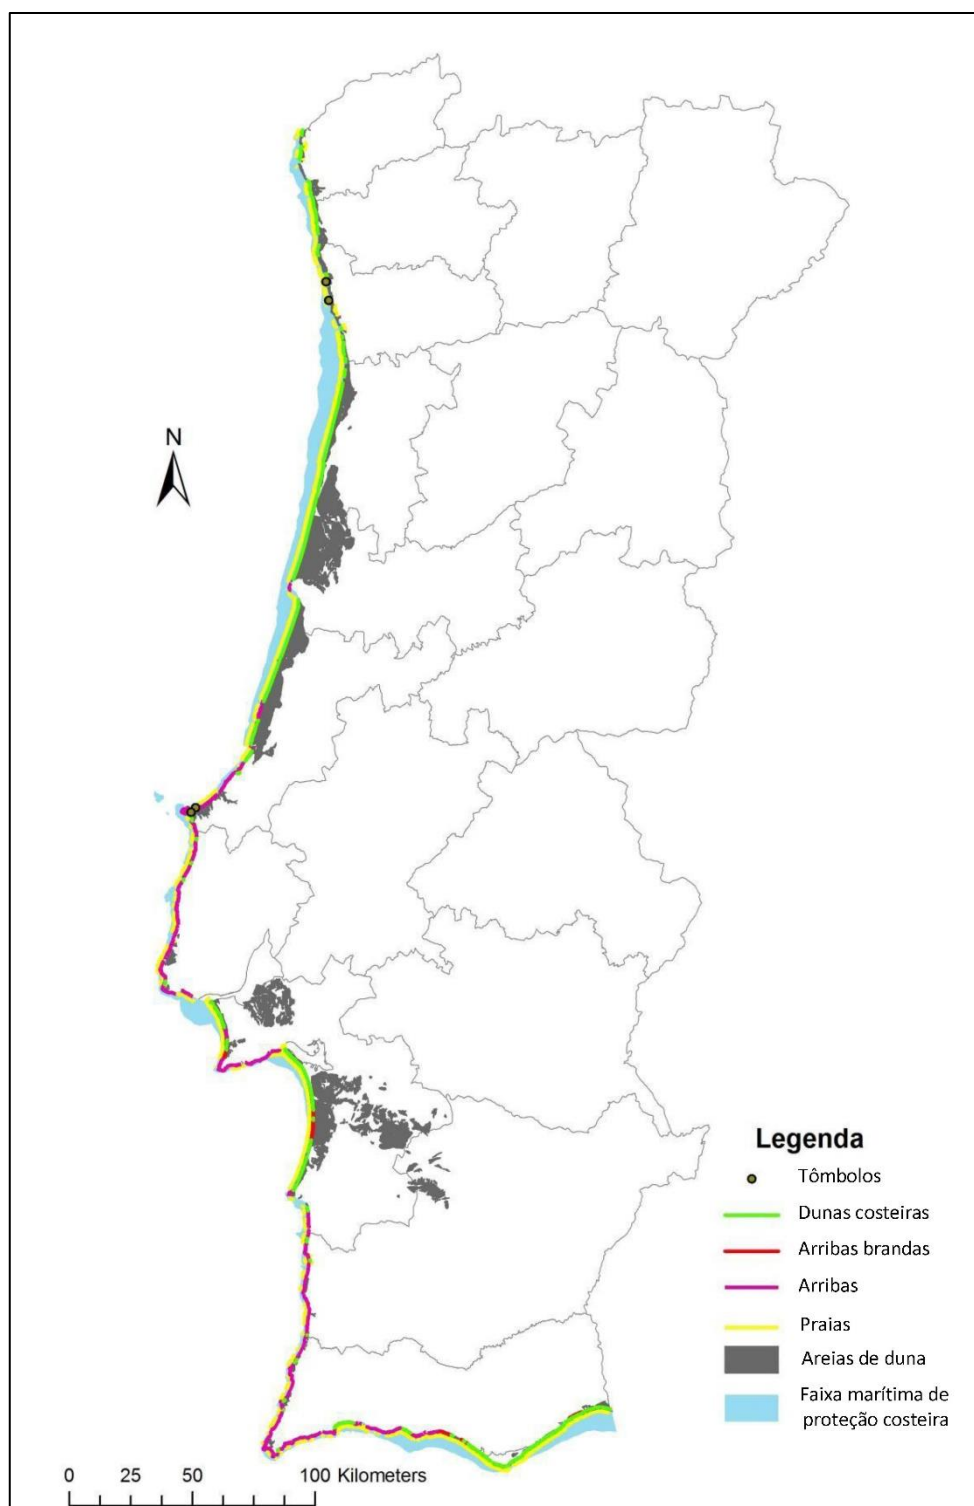 N
Legenda
Tômbolos
Dunas costeiras
Arribas brandas
Arribas
Praias
Areias de duna
Faixa marítima de
proteção costeira
0 25 50 100 Kilometers